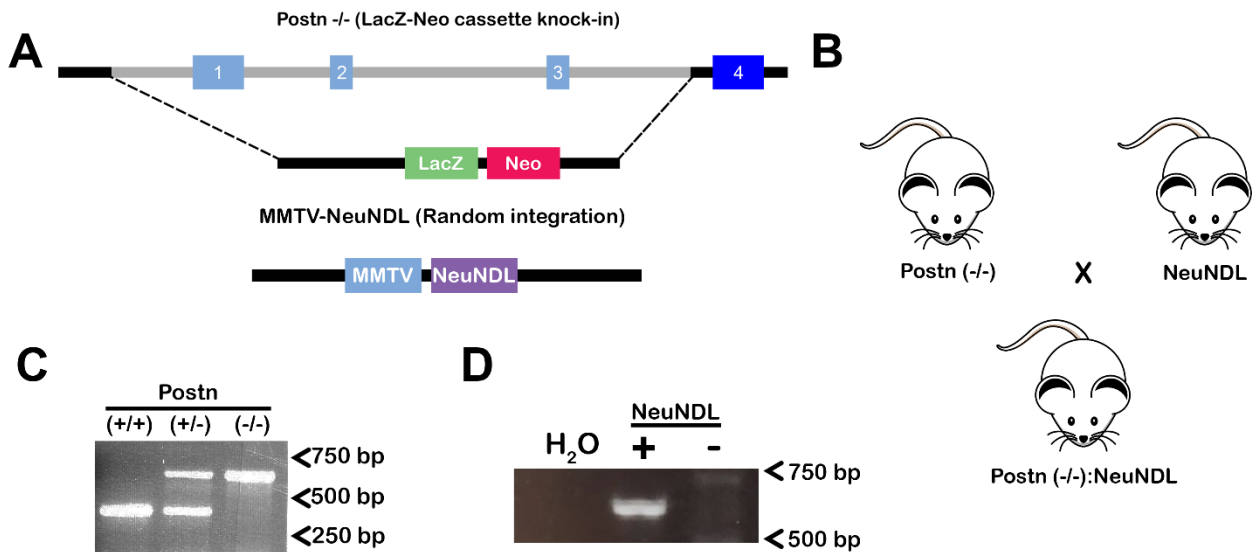 Postn -/- (LacZ-Neo cassette knock-in)
A
1 2 3 4
LacZ Neo
MMTV-NeuNDL (Random integration)
MMTV NeuNDL
B
Postn (-/-) X NeuNDL
Postn (-/-):NeuNDL
C
Postn
(+/+) (+/-) (-/-)
<750 bp
<500 bp
<250 bp
D
NeuNDL
H₂O + -
<750 bp
<500 bp